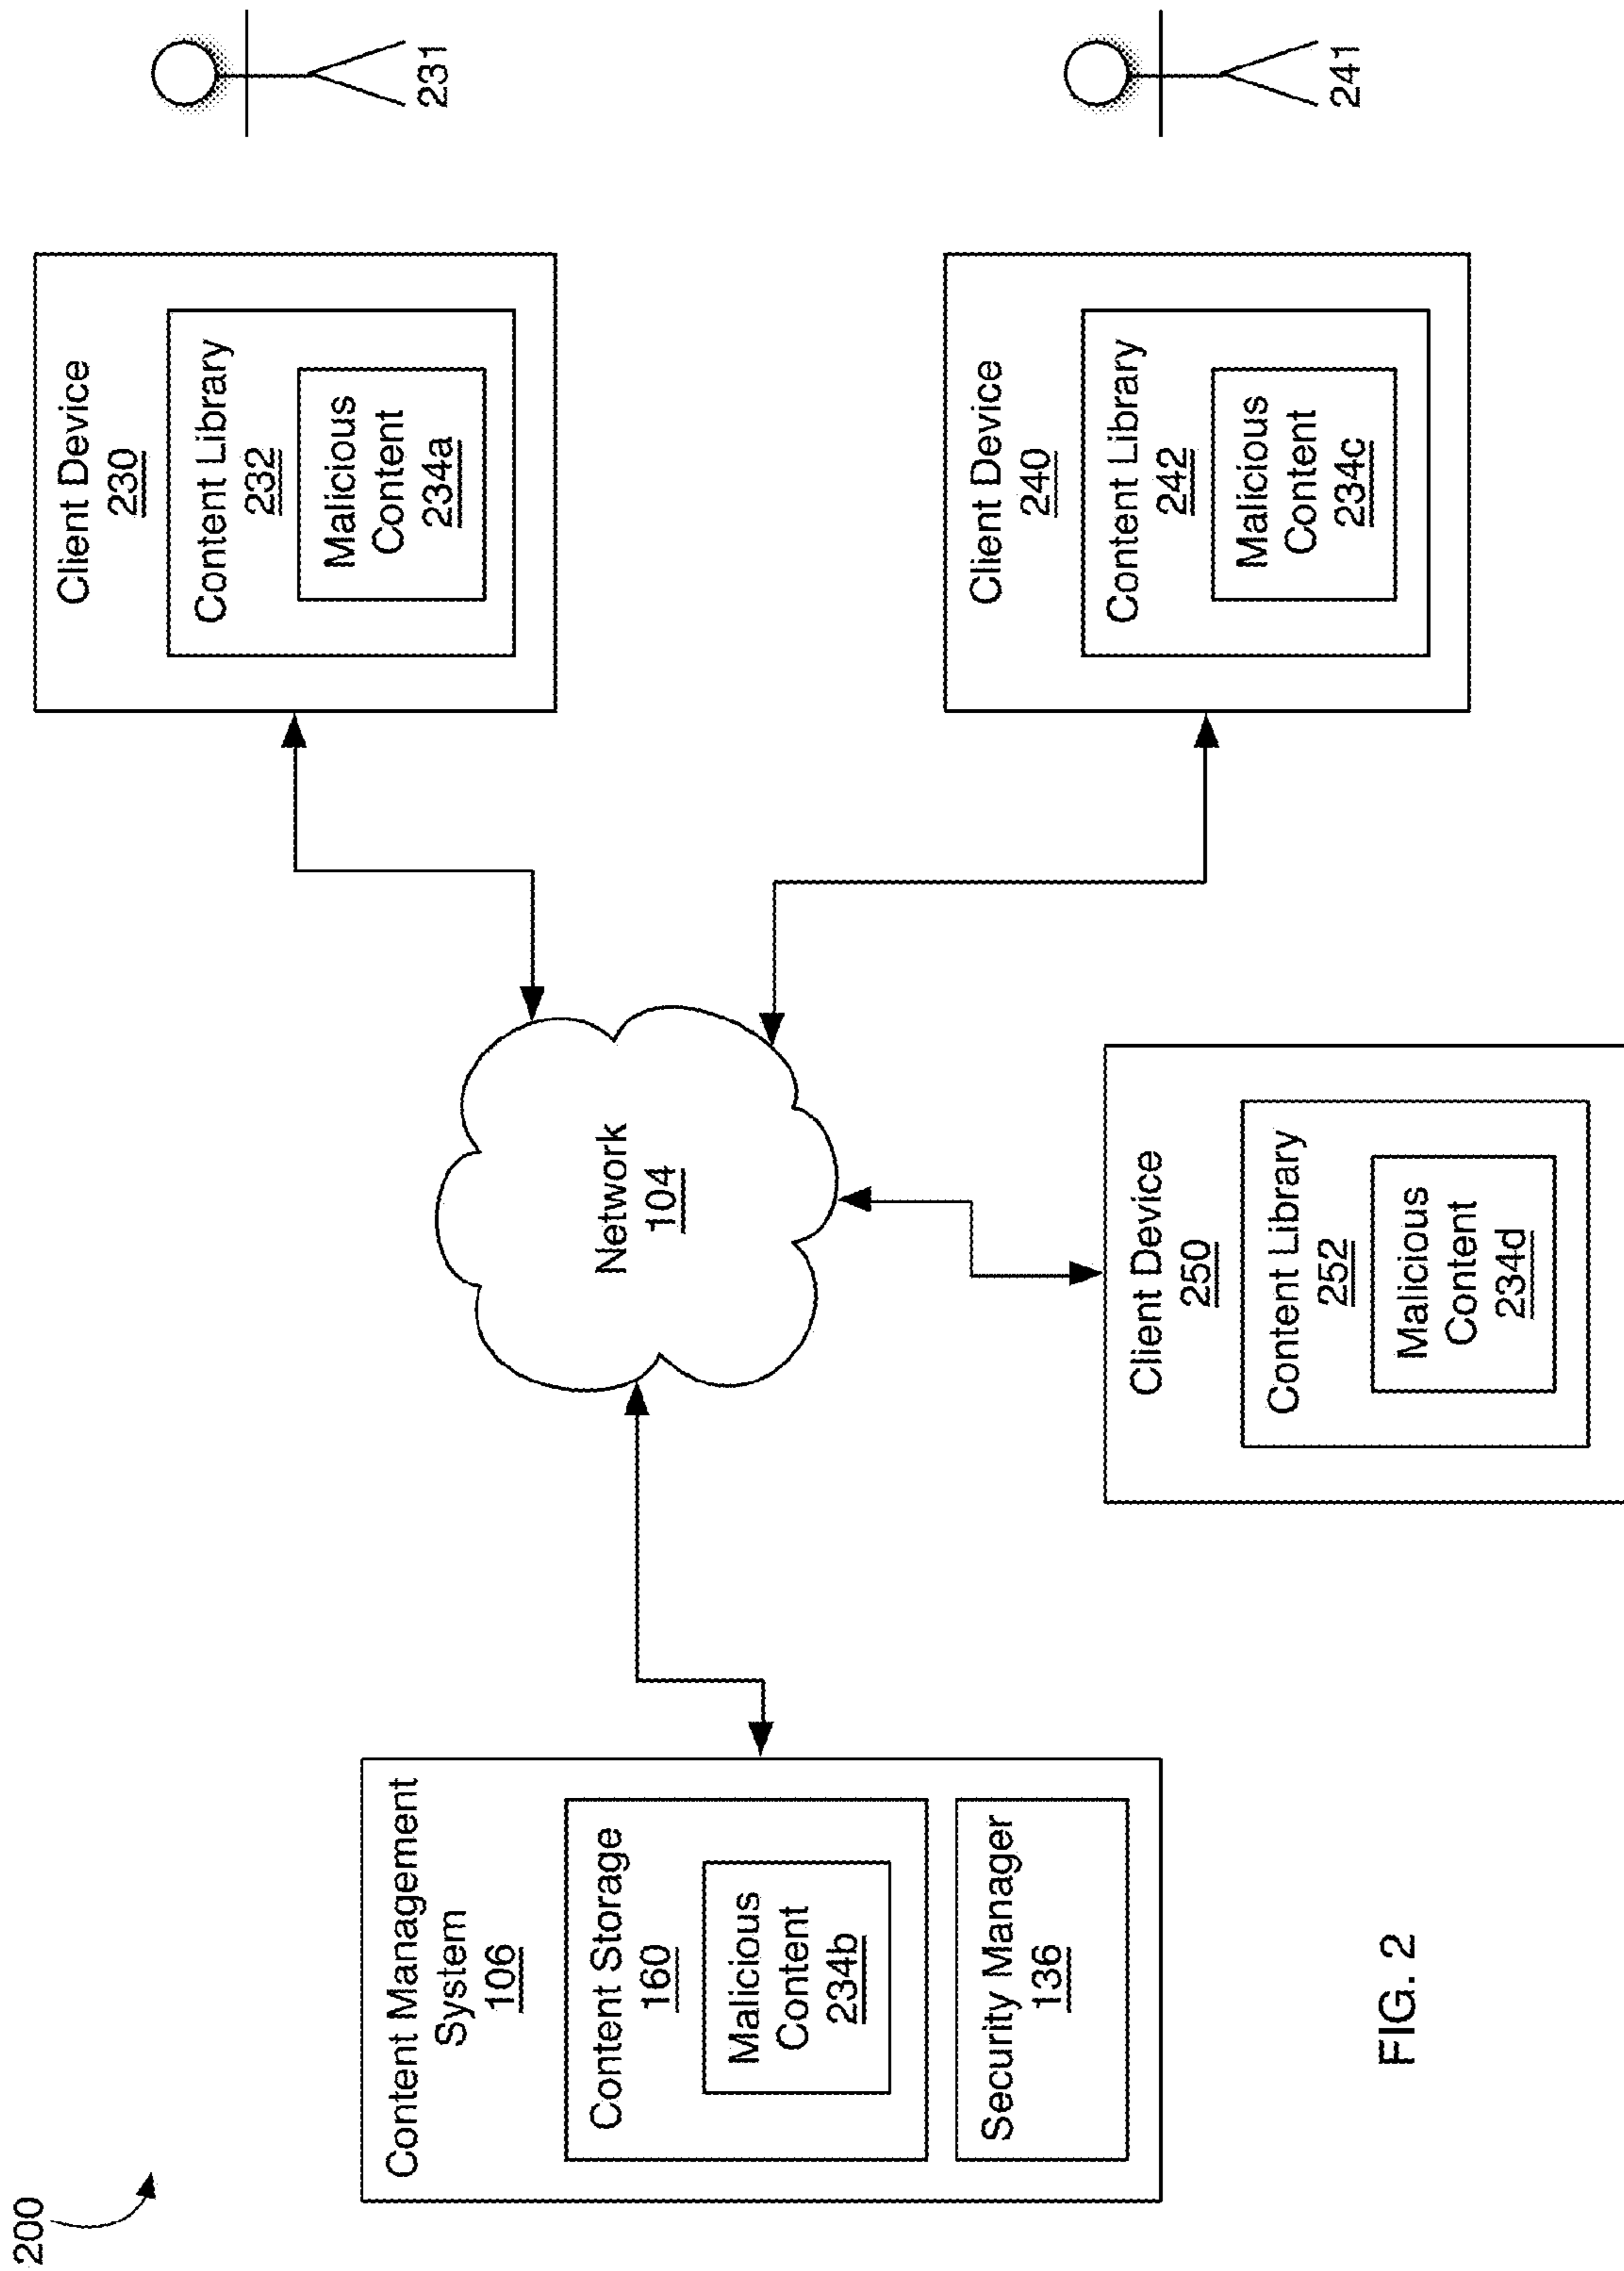 200
Content Management
System
106
Content Storage
160
Malicious
Content
234b
Security Manager
136
Network
104
Client Device
230
Content Library
232
Malicious
Content
234a
231
Client Device
240
Content Library
242
Malicious
Content
234c
241
Client Device
250
Content Library
252
Malicious
Content
234d
FIG. 2